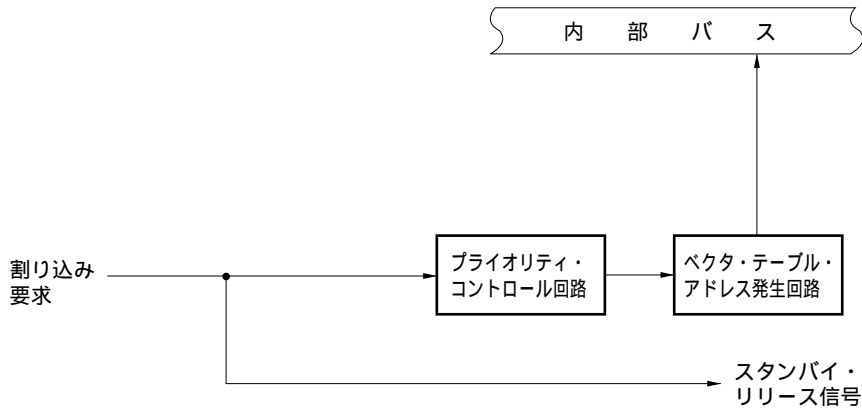 内部バス
プライオリティ・
コントロール回路
ベクタ・テーブル・
アドレス発生回路
割り込み
要求
スタンバイ・
リリース信号